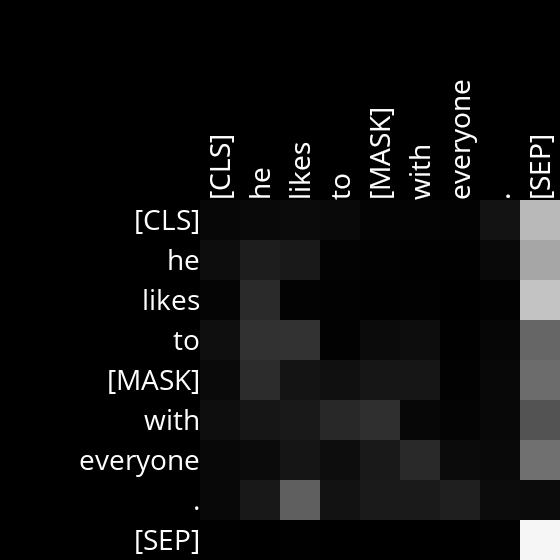 [CLS] he likes to [MASK] with everyone . [SEP]
[CLS]
he
likes
to
[MASK]
with
everyone
.
[SEP]